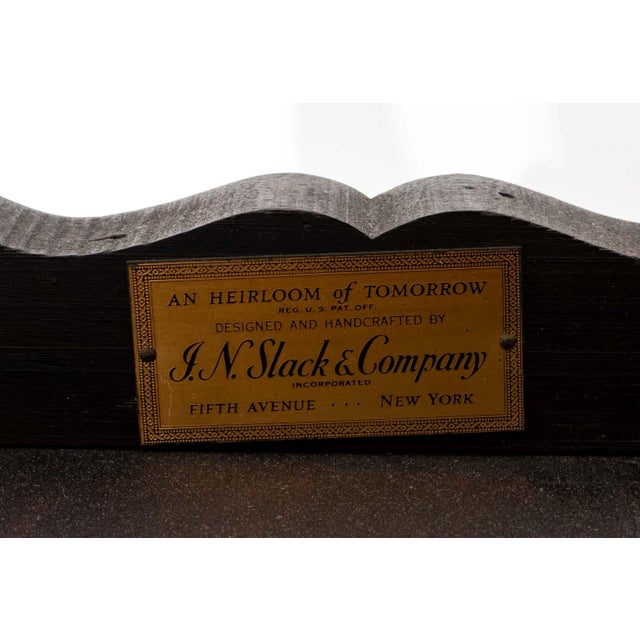 AN HEIRLOOM of TOMORROW
REG. U. S. PAT. OFF.
DESIGNED AND HANDCRAFTED BY
J. N. Slack & Company
INCORPORATED
FIFTH AVENUE . . . NEW YORK